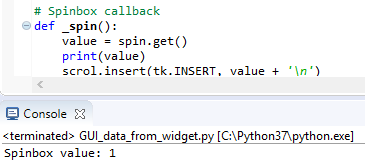 # Spinbox callback
def _spin():
value = spin.get()
print(value)
scrol.insert(tk.INSERT, value + '\n')
Console
<terminated> GUI_data_from_widget.py [C:\Python37\python.exe]
Spinbox value: 1